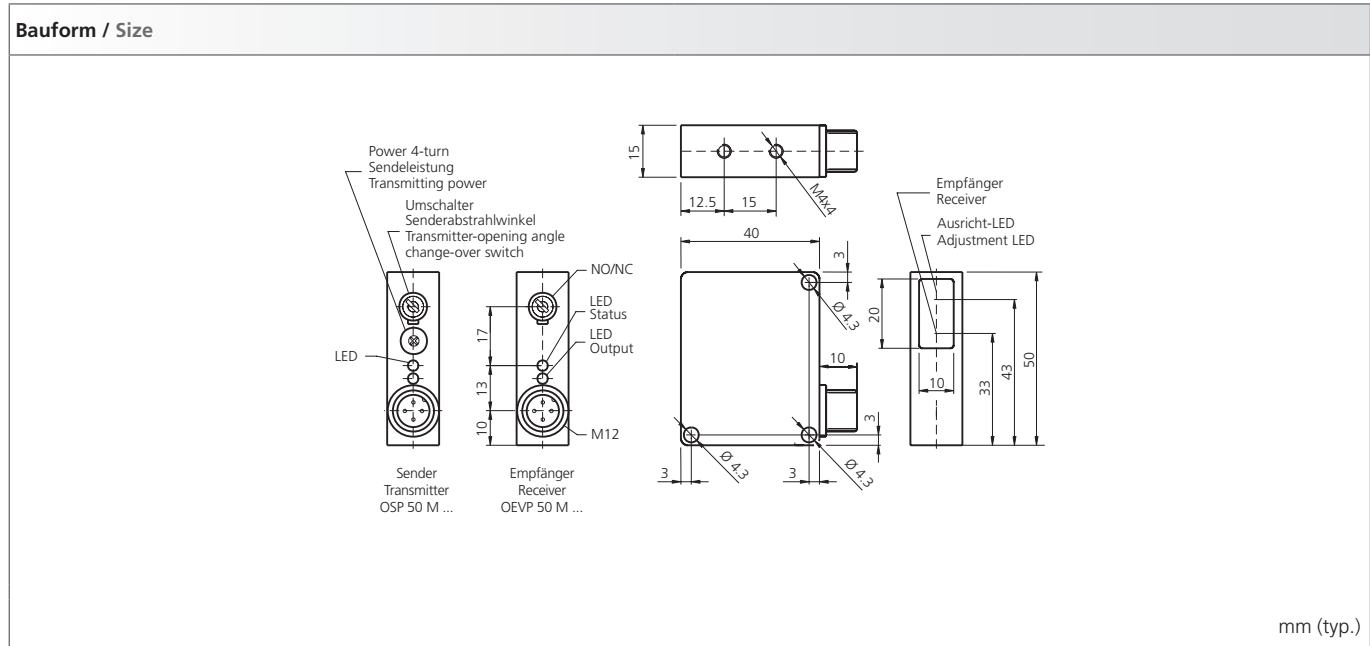 Bauform / Size
Power 4-turn
Sendeleistung
Transmitting power
Umschalter
Senderabstrahlwinkel
Transmitter-opening angle
change-over switch
LED
17
13
10
NO/NC
LED
Status
LED
Output
M12
Sender
Transmitter
OSP 50 M ...
Empfänger
Receiver
OEVP 50 M ...
15
12.5
15
M4x4
40
3
Ø 4.3
10
3
3
Ø 4.3
3
Ø 4.3
Empfänger
Receiver
Ausricht-LED
Adjustment LED
20
10
33
43
50
mm (typ.)